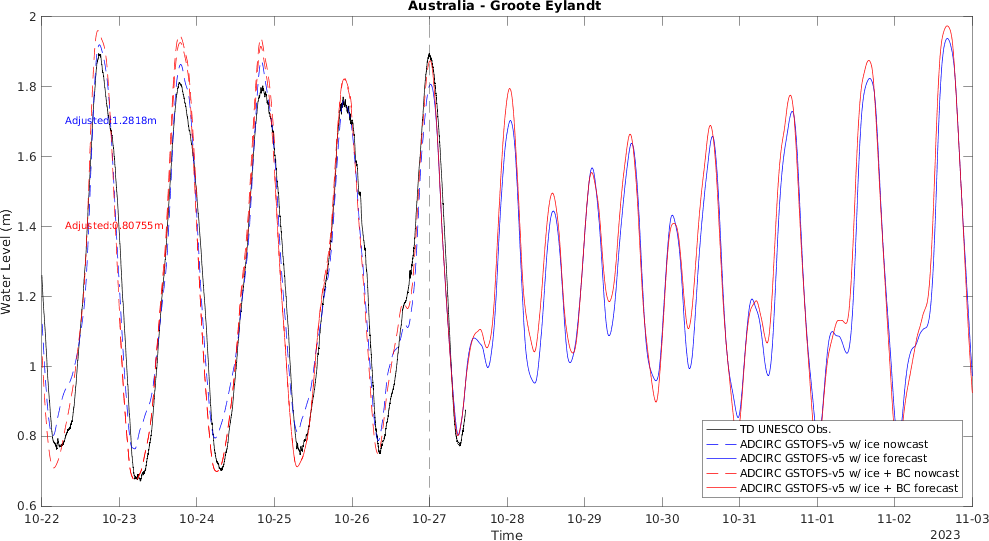 Australia - Groote Eylandt
2
1.8
1.6
1.4
1.2
1
0.8
0.6
Water Level (m)
Adjusted:1.2818m
Adjusted:0.80755m
TD UNESCO Obs.
ADCIRC GSTOFS-v5 w/ ice nowcast
ADCIRC GSTOFS-v5 w/ ice forecast
ADCIRC GSTOFS-v5 w/ ice + BC nowcast
ADCIRC GSTOFS-v5 w/ ice + BC forecast
10-22 10-23 10-24 10-25 10-26 10-27 10-28 10-29 10-30 10-31 11-01 11-02 11-03
Time
2023